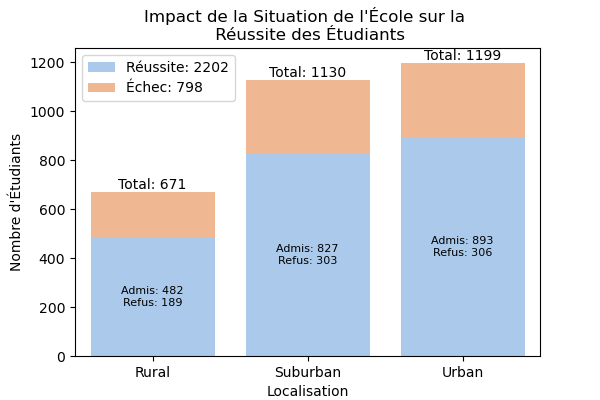 Impact de la Situation de l'École sur la
Réussite des Étudiants
Réussite: 2202
Échec: 798
Total: 671
Total: 1130
Total: 1199
Nombre d'Étudiants
1200
1000
800
600
400
200
0
Admis: 482
Refus: 189
Admis: 827
Refus: 303
Admis: 893
Refus: 306
Rural
Suburban
Urban
Localisation